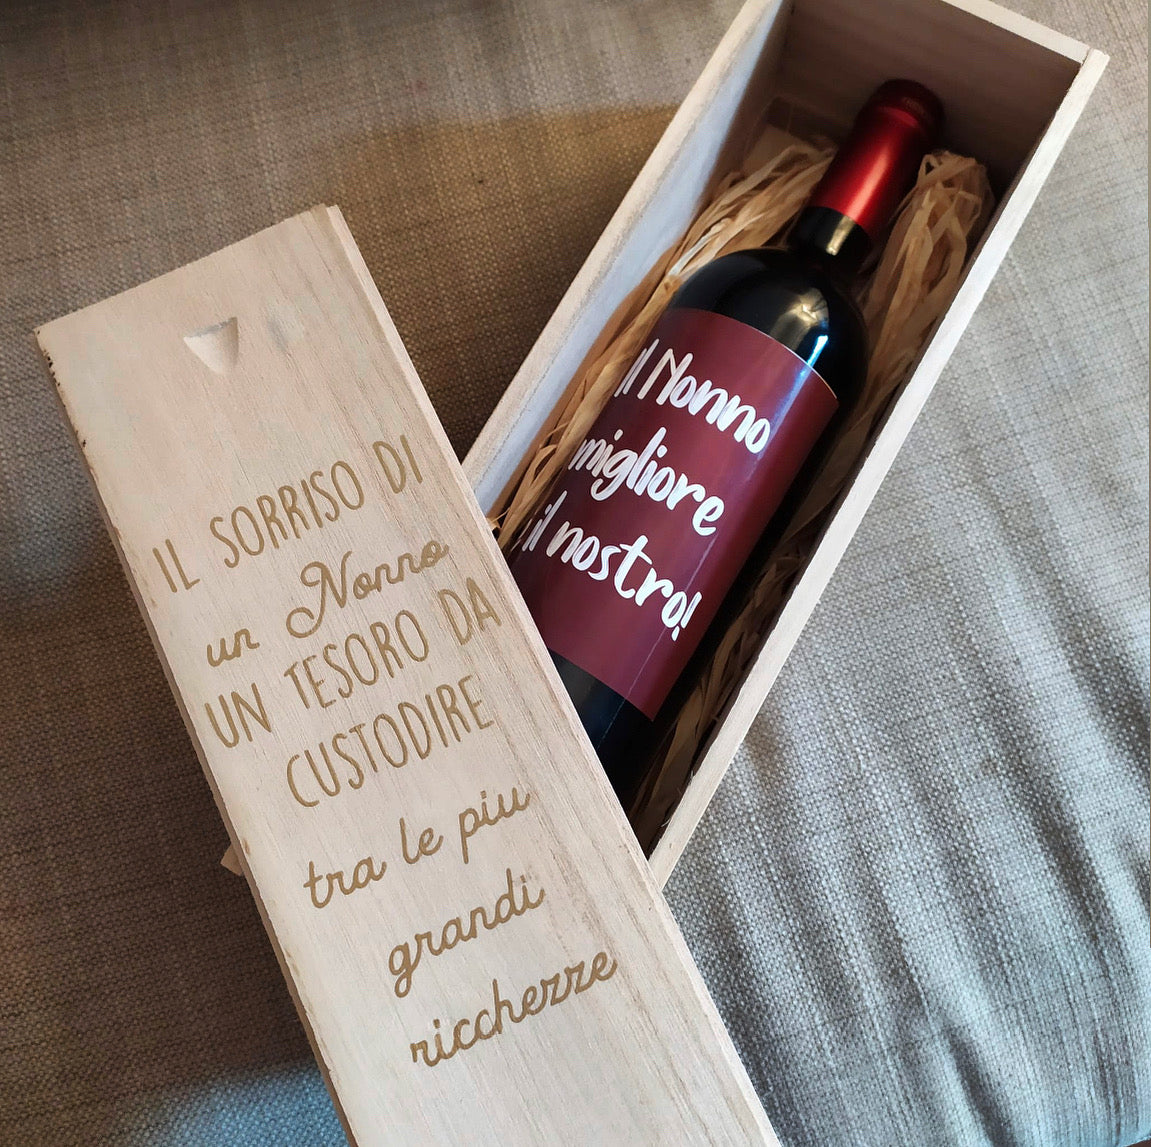 IL SORRISO DI
un Nonno
UN TESORO DA
CUSTODIRE
tra le piu
grandi
ricchezze
Il Nonno
migliore
il nostro!